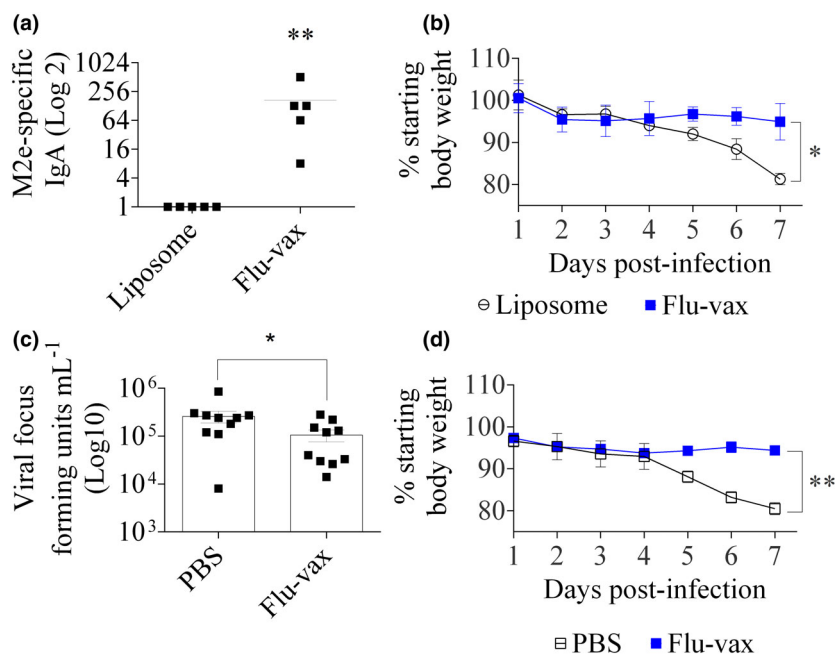 (a)
M2e-specific
IgA (Log 2)
1024
256
64
16
4
1
**
Liposome
Flu-vax
(b)
% starting
body weight
110
100
90
80
*
1 2 3 4 5 6 7
Days post-infection
Liposome Flu-vax
(c)
Viral focus
forming units mL⁻¹
(Log10)
10⁶
10⁵
10⁴
10³
*
PBS
Flu-vax
(d)
% starting
body weight
110
100
90
80
**
1 2 3 4 5 6 7
Days post-infection
PBS Flu-vax